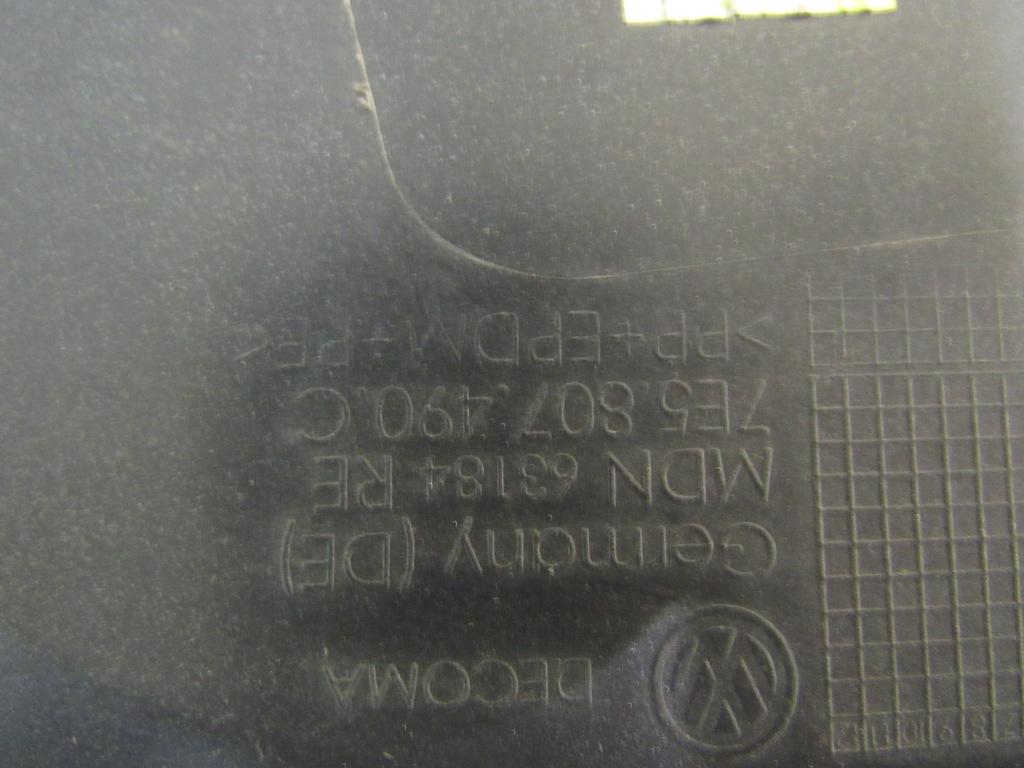 DECOMA
Germany (DE)
MDN 63184 RE
7E5.807.490.C
>PP+EPDM+PE<